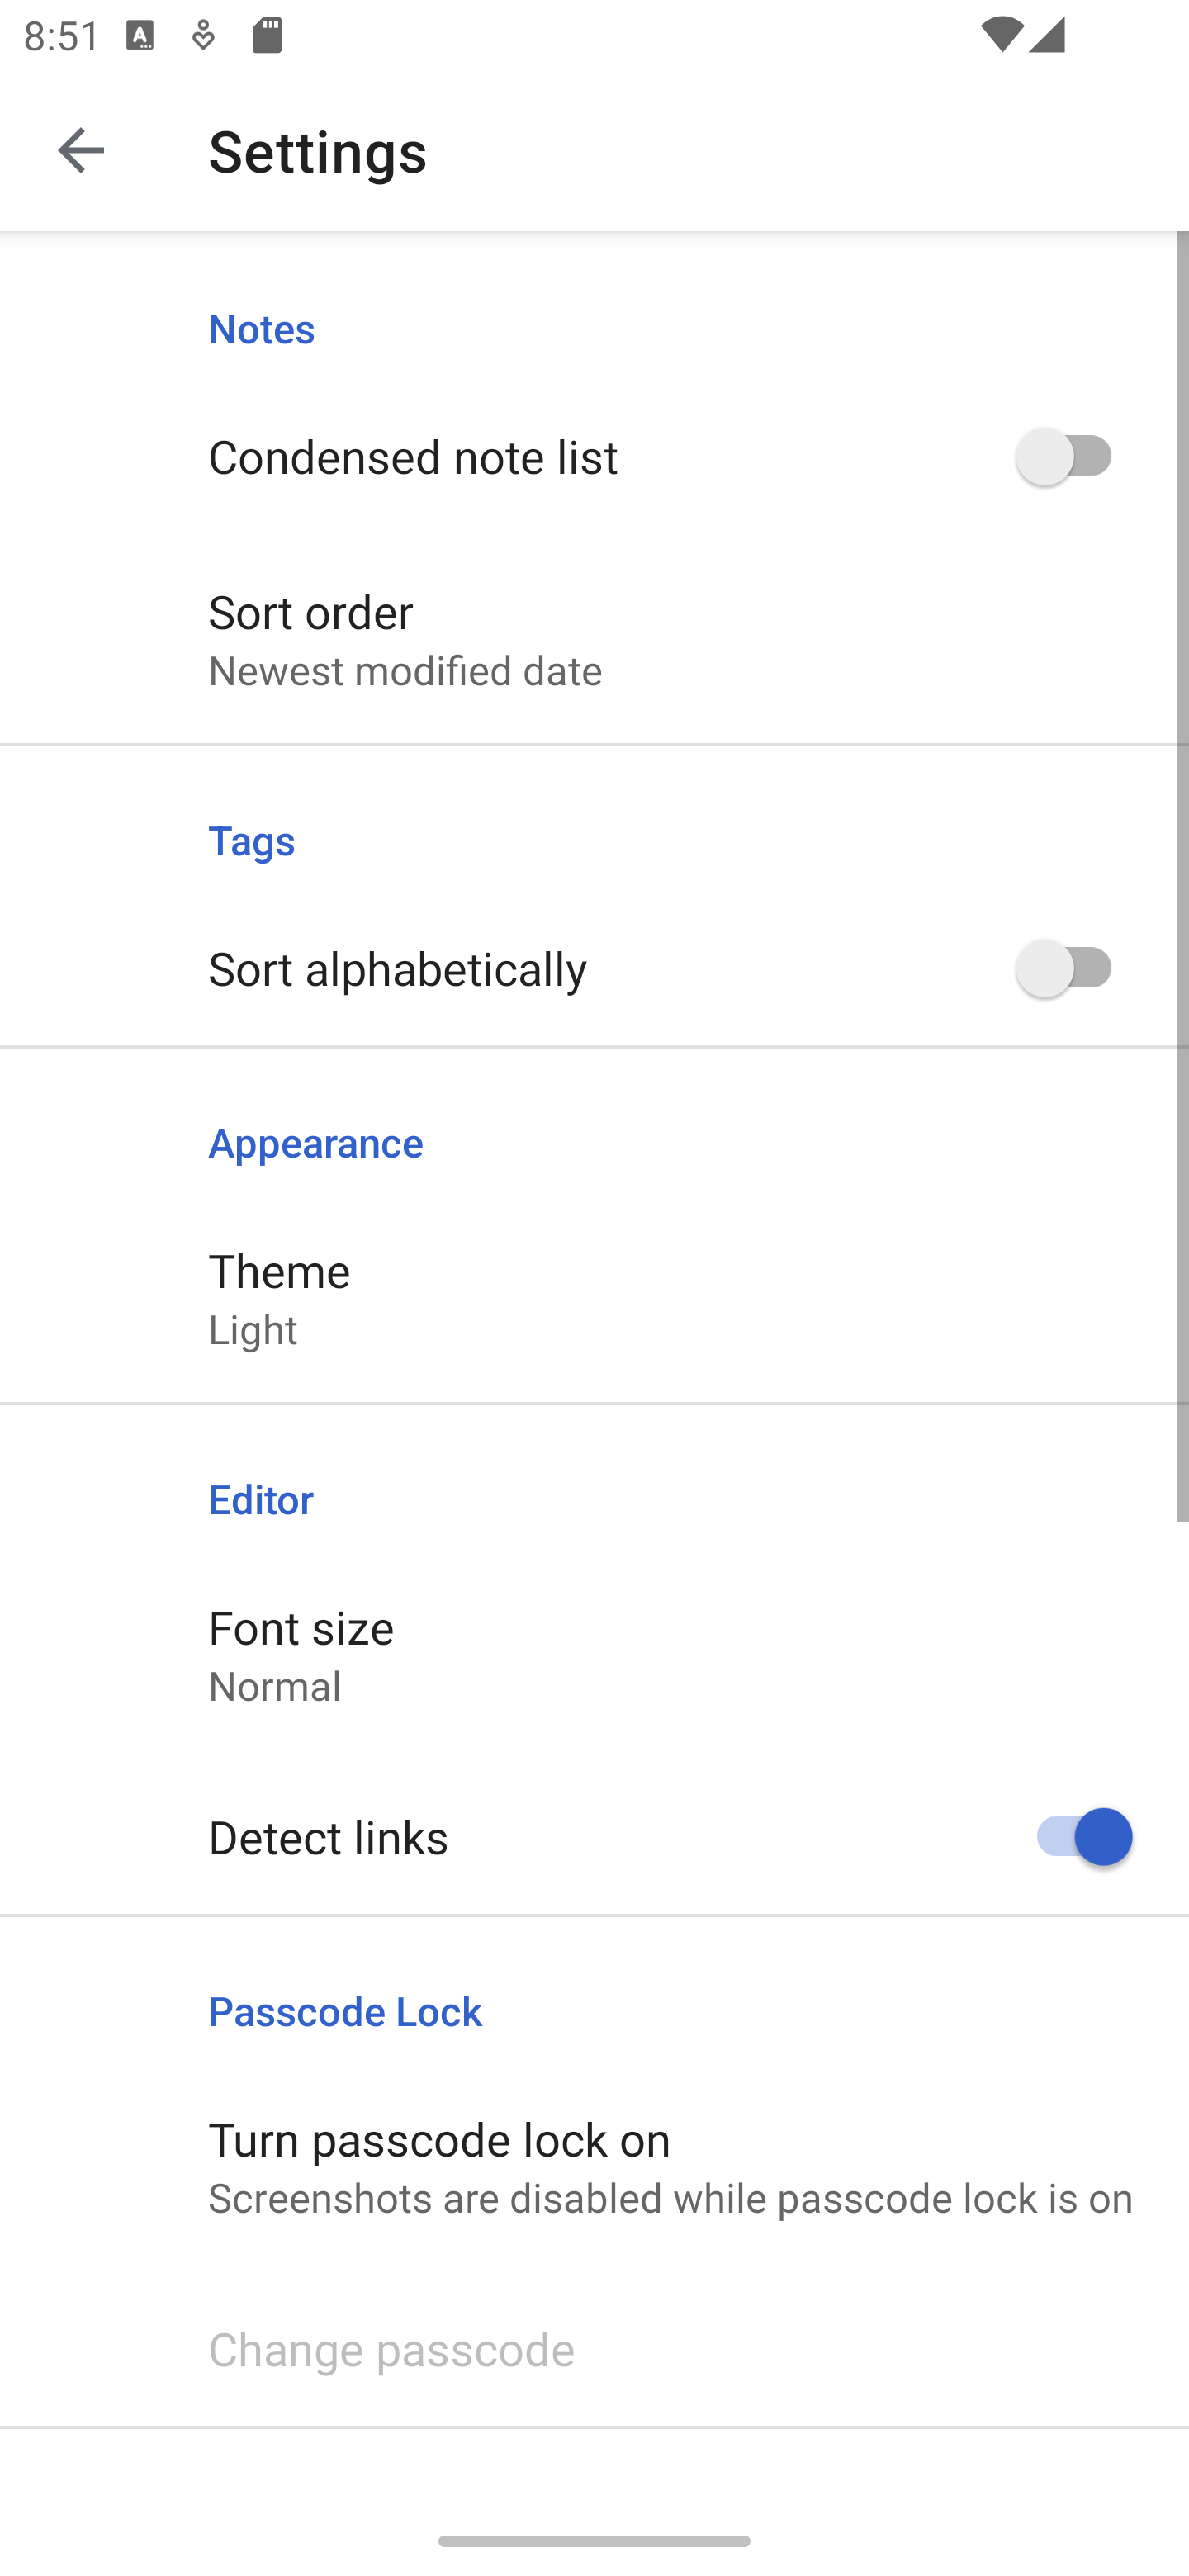 8:51
Settings
Notes
Condensed note list
Sort order
Newest modified date
Tags
Sort alphabetically
Appearance
Theme
Light
Editor
Font size
Normal
Detect links
Passcode Lock
Turn passcode lock on
Screenshots are disabled while passcode lock is on
Change passcode